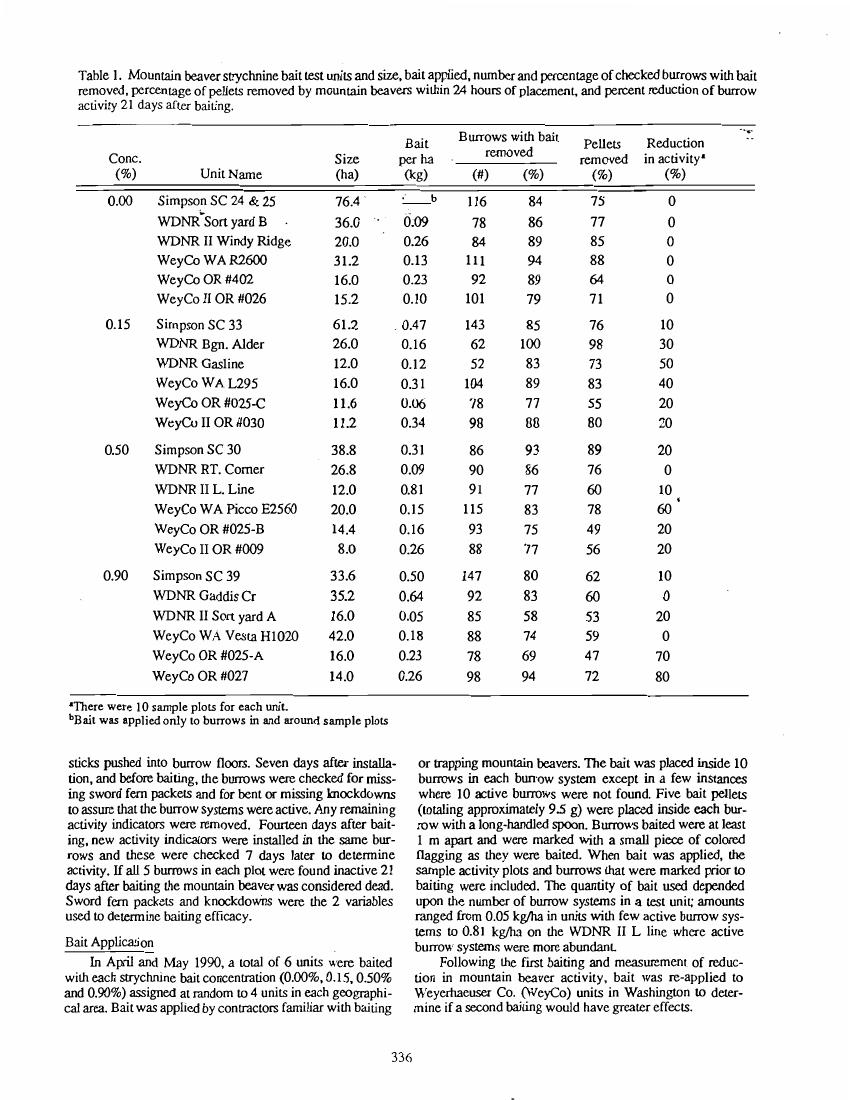 Table 1. Mountain beaver strychnine bait test units and size, bait applied, number and percentage of checked burrows with bait
removed, percentage of pellets removed by mountain beavers within 24 hours of placement, and percent reduction of burrow
activity 21 days after baiting.
Bait Burrows with bait Pellets Reduction
Conc. Size per ha removed removed in activityª
(%) Unit Name (ha) (kg) (#) (%) (%) (%)
0.00 Simpson SC 24 & 25 76.4 —b 116 84 75 0
WDNR Sort yard B 36.0 0.09 78 86 77 0
WDNR II Windy Ridge 20.0 0.26 84 89 85 0
WeyCo WA R2600 31.2 0.13 111 94 88 0
WeyCo OR #402 16.0 0.23 92 89 64 0
WeyCo II OR #026 15.2 0.10 101 79 71 0
0.15 Simpson SC 33 61.2 0.47 143 85 76 10
WDNR Bgn. Alder 26.0 0.16 62 100 98 30
WDNR Gasline 12.0 0.12 52 83 73 50
WeyCo WA L295 16.0 0.31 104 89 83 40
WeyCo OR #025-C 11.6 0.06 78 77 55 20
WeyCo II OR #030 11.2 0.34 98 88 80 20
0.50 Simpson SC 30 38.8 0.31 86 93 89 20
WDNR RT. Corner 26.8 0.09 90 86 76 0
WDNR II L. Line 12.0 0.81 91 77 60 10
WeyCo WA Picco E2560 20.0 0.15 115 83 78 60
WeyCo OR #025-B 14.4 0.16 93 75 49 20
WeyCo II OR #009 8.0 0.26 88 77 56 20
0.90 Simpson SC 39 33.6 0.50 147 80 62 10
WDNR Gaddis Cr 35.2 0.64 92 83 60 0
WDNR II Sort yard A 16.0 0.05 85 58 53 20
WeyCo WA Vesta H1020 42.0 0.18 88 74 59 0
WeyCo OR #025-A 16.0 0.23 78 69 47 70
WeyCo OR #027 14.0 0.26 98 94 72 80
ªThere were 10 sample plots for each unit.
bBait was applied only to burrows in and around sample plots
sticks pushed into burrow floors. Seven days after installa-
tion, and before baiting, the burrows were checked for miss-
ing sword fern packets and for bent or missing knockdowns
to assure that the burrow systems were active. Any remaining
activity indicators were removed. Fourteen days after bait-
ing, new activity indicators were installed in the same bur-
rows and these were checked 7 days later to determine
activity. If all 5 burrows in each plot were found inactive 21
days after baiting the mountain beaver was considered dead.
Sword fern packets and knockdowns were the 2 variables
used to determine baiting efficacy.
Bait Application
In April and May 1990, a total of 6 units were baited
with each strychnine bait concentration (0.00%, 0.15, 0.50%
and 0.90%) assigned at random to 4 units in each geographi-
cal area. Bait was applied by contractors familiar with baiting
or trapping mountain beavers. The bait was placed inside 10
burrows in each burrow system except in a few instances
where 10 active burrows were not found. Five bait pellets
(totaling approximately 9.5 g) were placed inside each bur-
row with a long-handled spoon. Burrows baited were at least
1 m apart and were marked with a small piece of colored
flagging as they were baited. When bait was applied, the
sample activity plots and burrows that were marked prior to
baiting were included. The quantity of bait used depended
upon the number of burrow systems in a test unit; amounts
ranged from 0.05 kg/ha in units with few active burrow sys-
tems to 0.81 kg/ha on the WDNR II L line where active
burrow systems were more abundant.
Following the first baiting and measurement of reduc-
tion in mountain beaver activity, bait was re-applied to
Weyerhaeuser Co. (WeyCo) units in Washington to deter-
mine if a second baiting would have greater effects.
336